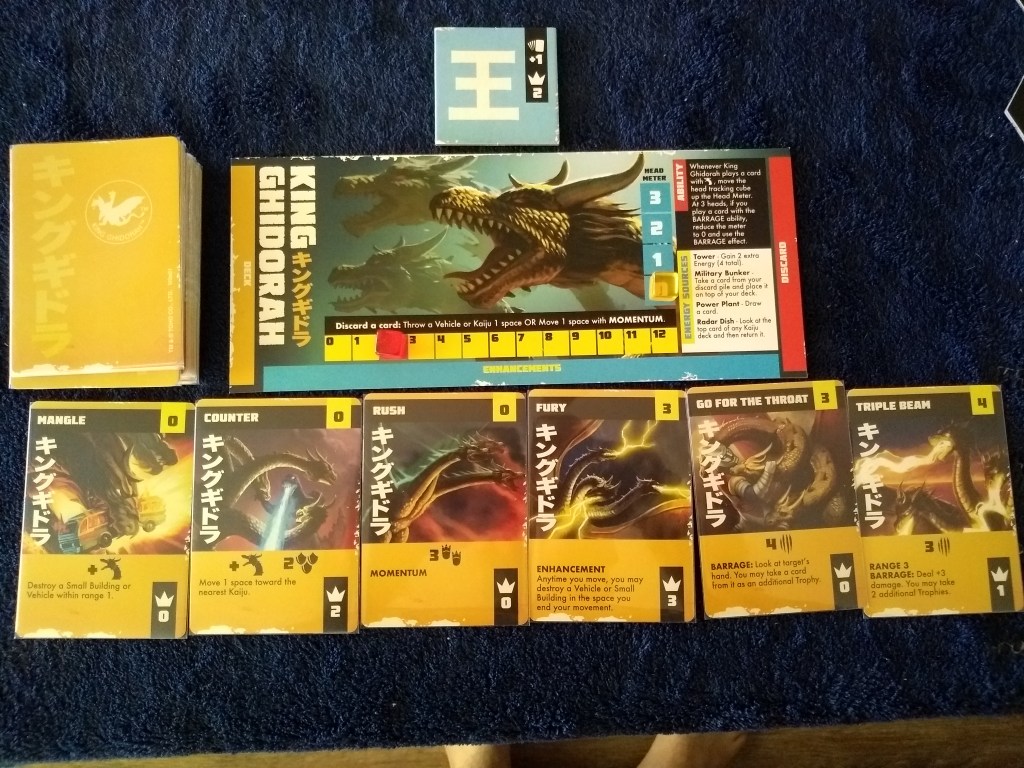 王
+1
2
キングギ
KING
GHIDORAH
キングギドラ
DECK
HEAD
METER
3
2
1
ABILITY
Whenever King
Ghidorah plays a card
with , move the
head tracking cube
up the Head Meter.
At 3 heads, if you
play a card with the
BARRAGE ability,
reduce the meter
to 0 and use the
BARRAGE effect.
ENERGY SOURCES
Tower - Gain 2 extra
Energy (4 total).
Military Bunker -
Take a card from your
discard pile and place it
on top of your deck.
Power Plant - Draw
a card.
Radar Dish - Look at the
top card of any Kaiju
deck and then return it.
DISCARD
Discard a card: Throw a Vehicle or Kaiju 1 space OR Move 1 space with MOMENTUM.
0 1 3 4 5 6 7 8 9 10 11 12
ENHANCEMENTS
MANGLE 0
キングギドラ
+
Destroy a Small Building or
Vehicle within range 1.
0
COUNTER 0
キングギドラ
+ 2
Move 1 space toward the
nearest Kaiju.
2
RUSH 0
キングギドラ
3
MOMENTUM
0
FURY 3
キングギドラ
ENHANCEMENT
Anytime you move, you may
destroy a Vehicle or Small
Building in the space you
end your movement.
3
GO FOR THE THROAT 3
キングギドラ
4
BARRAGE: Look at target's
hand. You may take a card
from it as an additional Trophy.
0
TRIPLE BEAM 4
キングギドラ
3
RANGE 3
BARRAGE: Deal +3
damage. You may take
2 additional Trophies.
1